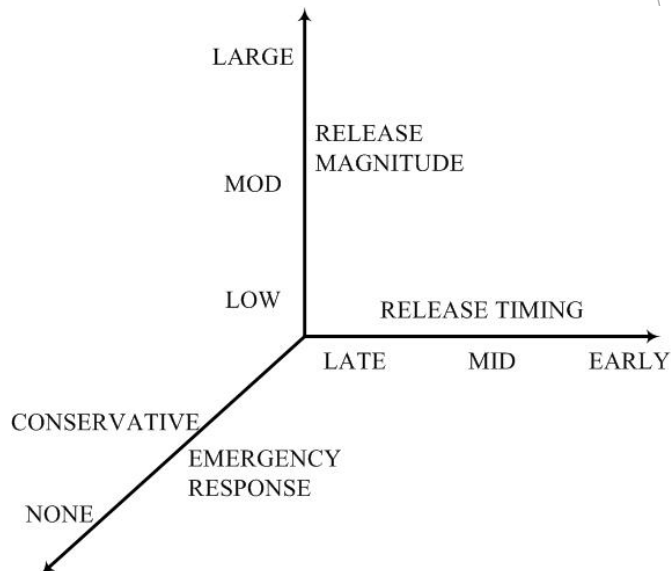 LARGE
RELEASE
MAGNITUDE
MOD
LOW
RELEASE TIMING
LATE MID EARLY
CONSERVATIVE
EMERGENCY
RESPONSE
NONE